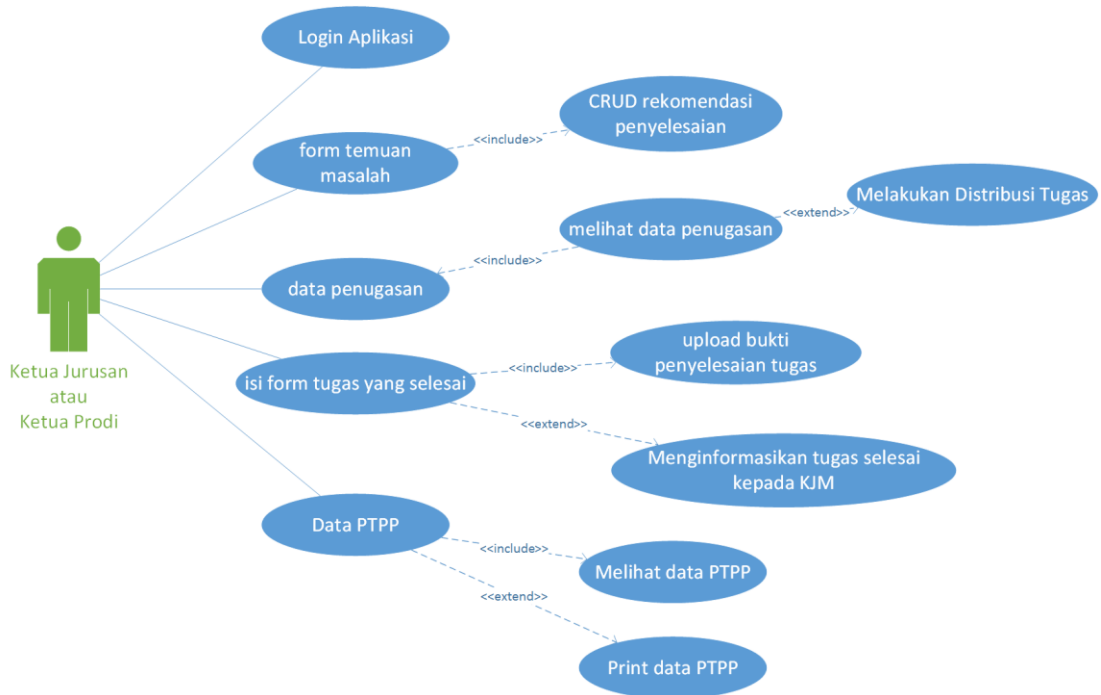 Login Aplikasi
CRUD rekomendasi
penyelesaian
<<include>>
form temuan
masalah
Melakukan Distribusi Tugas
<<extend>>
melihat data penugasan
<<include>>
data penugasan
upload bukti
penyelesaian tugas
<<include>>
isi form tugas yang selesai
Ketua Jurusan
atau
Ketua Prodi
<<extend>>
Menginformasikan tugas selesai
kepada KJM
Data PTPP
<<include>>
Melihat data PTPP
<<extend>>
Print data PTPP